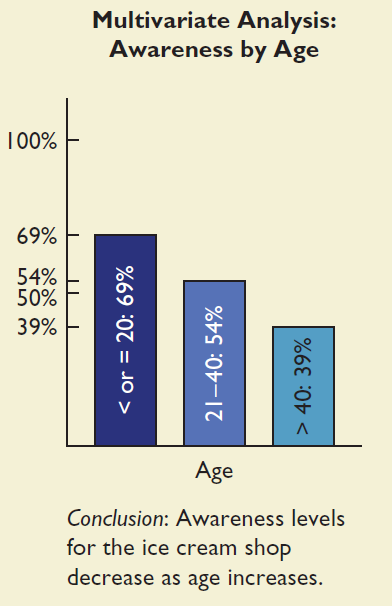 Multivariate Analysis:
Awareness by Age
100%
69%
54%
50%
39%
< or = 20: 69%
21–40: 54%
> 40: 39%
Age
Conclusion: Awareness levels
for the ice cream shop
decrease as age increases.